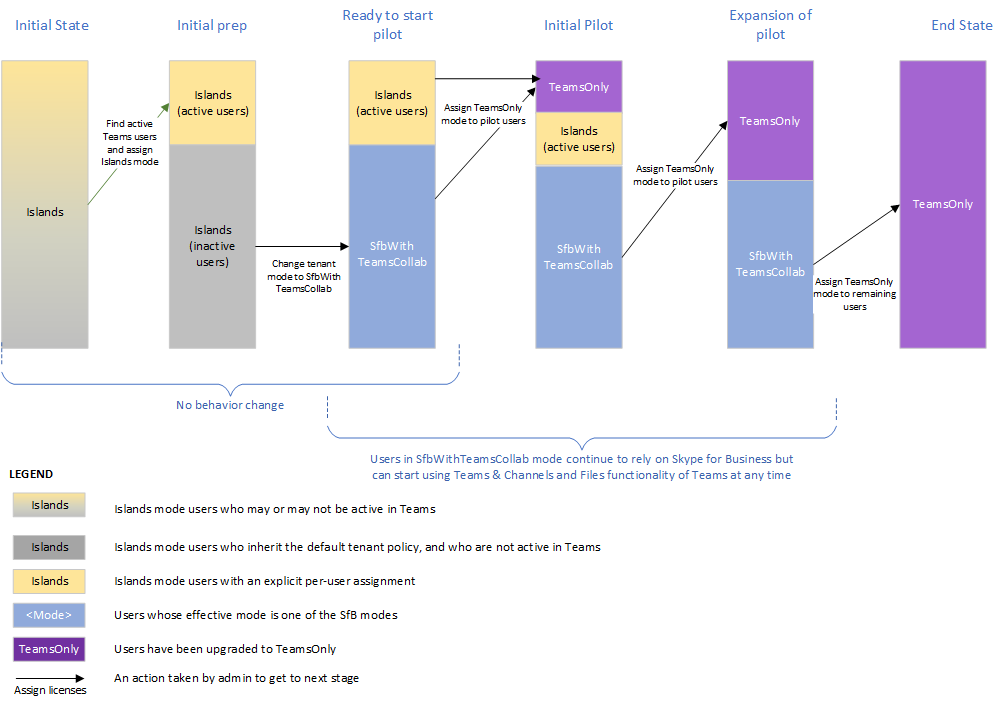 Initial State
Initial prep
Ready to start
pilot
Initial Pilot
Expansion of
pilot
End State
Islands
Find active
Teams users
and assign
Islands mode
Islands
(active users)
Islands
(inactive
users)
Change tenant
mode to SfbWith
TeamsCollab
Islands
(active users)
SfbWith
TeamsCollab
Assign TeamsOnly
mode to pilot users
TeamsOnly
Islands
(active users)
SfbWith
TeamsCollab
Assign TeamsOnly
mode to pilot users
TeamsOnly
SfbWith
TeamsCollab
Assign TeamsOnly
mode to remaining
users
TeamsOnly
No behavior change
Users in SfbWithTeamsCollab mode continue to rely on Skype for Business but
can start using Teams & Channels and Files functionality of Teams at any time
LEGEND
Islands
Islands mode users who may or may not be active in Teams
Islands
Islands mode users who inherit the default tenant policy, and who are not active in Teams
Islands
Islands mode users with an explicit per-user assignment
<Mode>
Users whose effective mode is one of the SfB modes
TeamsOnly
Users have been upgraded to TeamsOnly
An action taken by admin to get to next stage
Assign licenses